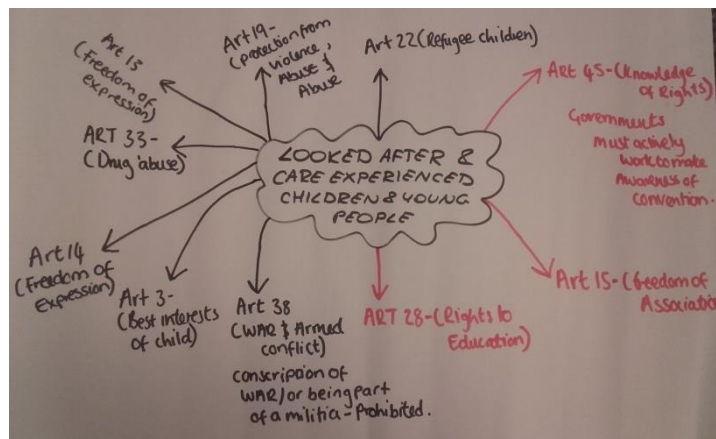 Art 13
(Freedom of
expression)
Art 19-
(protection from
violence,
Abuse &
Abuse
Art 22 (Refugee children)
ART 45-(Knowledge
of Rights)
Governments
must actively
work to make
Awareness of
convention.
ART 33-
(Drug abuse)
LOOKED AFTER &
CARE EXPERIENCED
CHILDREN & YOUNG
PEOPLE
Art 14
(Freedom of
Expression)
Art 3-
(Best interests
of child)
Art 38
(WAR & Armed
conflict)
conscription of
WAR/or being part
of a militia - Prohibited.
ART 28-(Rights to
Education)
Art 15-(freedom of
Associatio